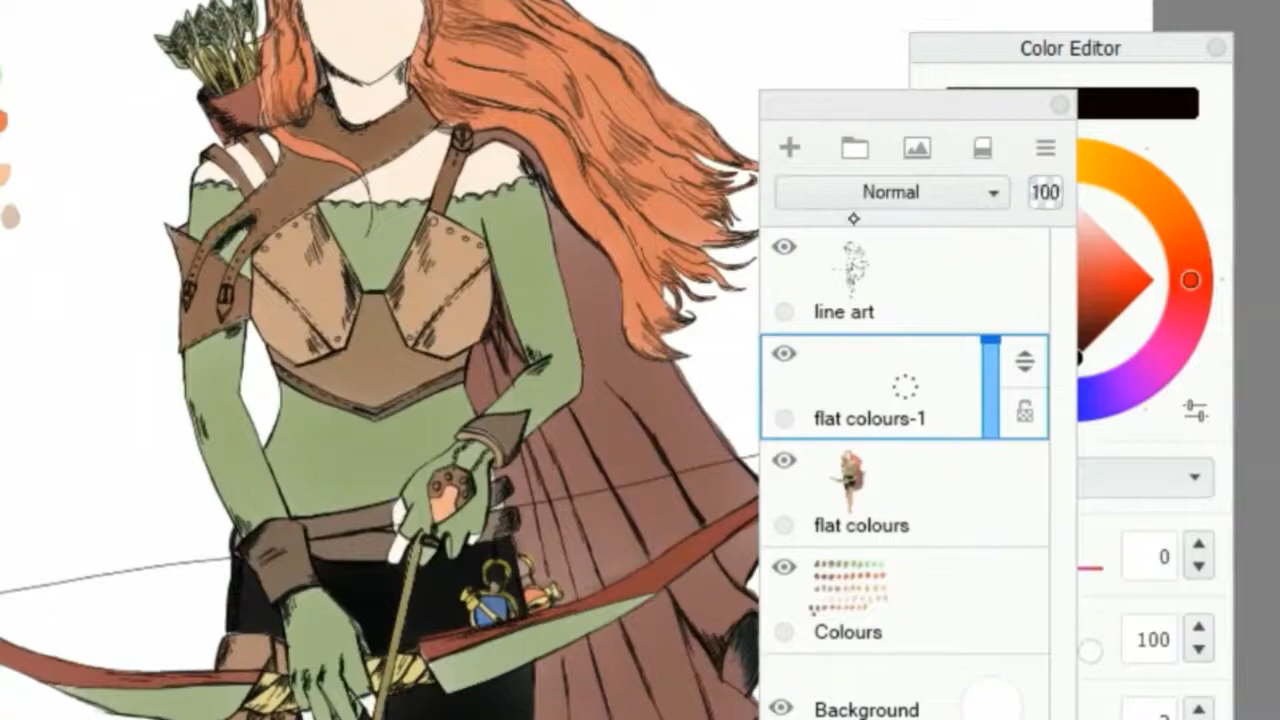 Color Editor
Normal
100
line art
flat colours-1
flat colours
0
Colours
100
Background